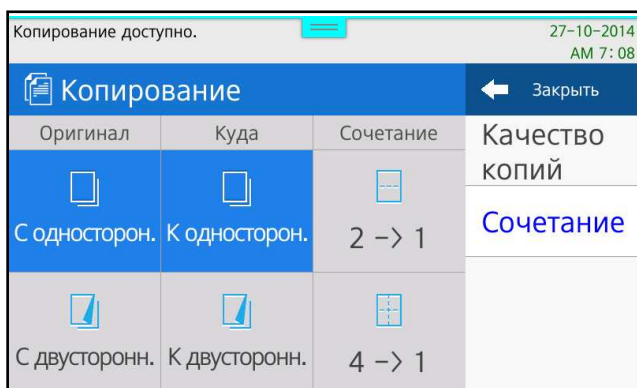 Копирование доступно.
27-10-2014
AM 7:08
Копирование
Закрыть
Оригинал Куда Сочетание
Качество
копий
С односторон. К односторон. 2 -> 1
Сочетание
С двусторонн. К двусторонн. 4 -> 1